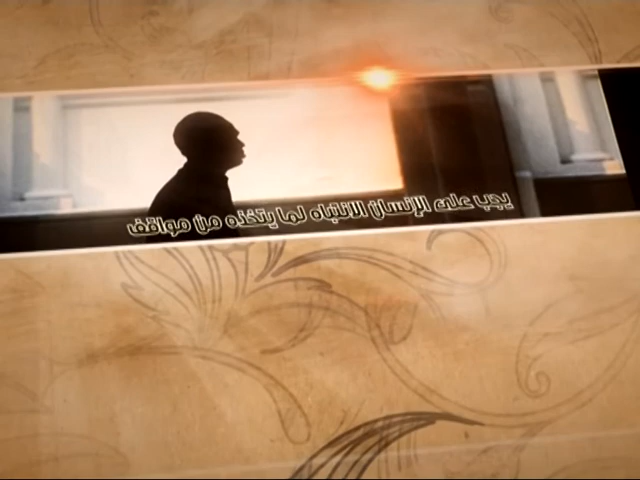 يجب على الإنسان الانتباه لما يتخذه من مواقف